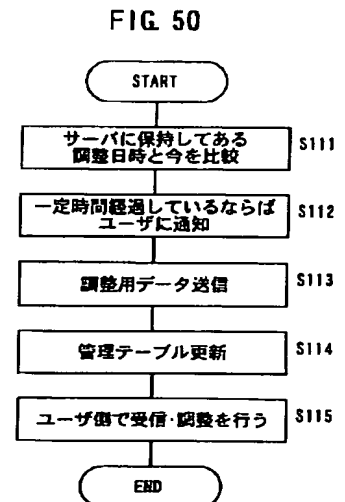 FIG. 50
START
サーバに保持してある
調整日時と今を比較
S111
一定時間経過しているならば
ユーザに通知
S112
調整用データ送信
S113
管理テーブル更新
S114
ユーザ側で受信・調整を行う
S115
END